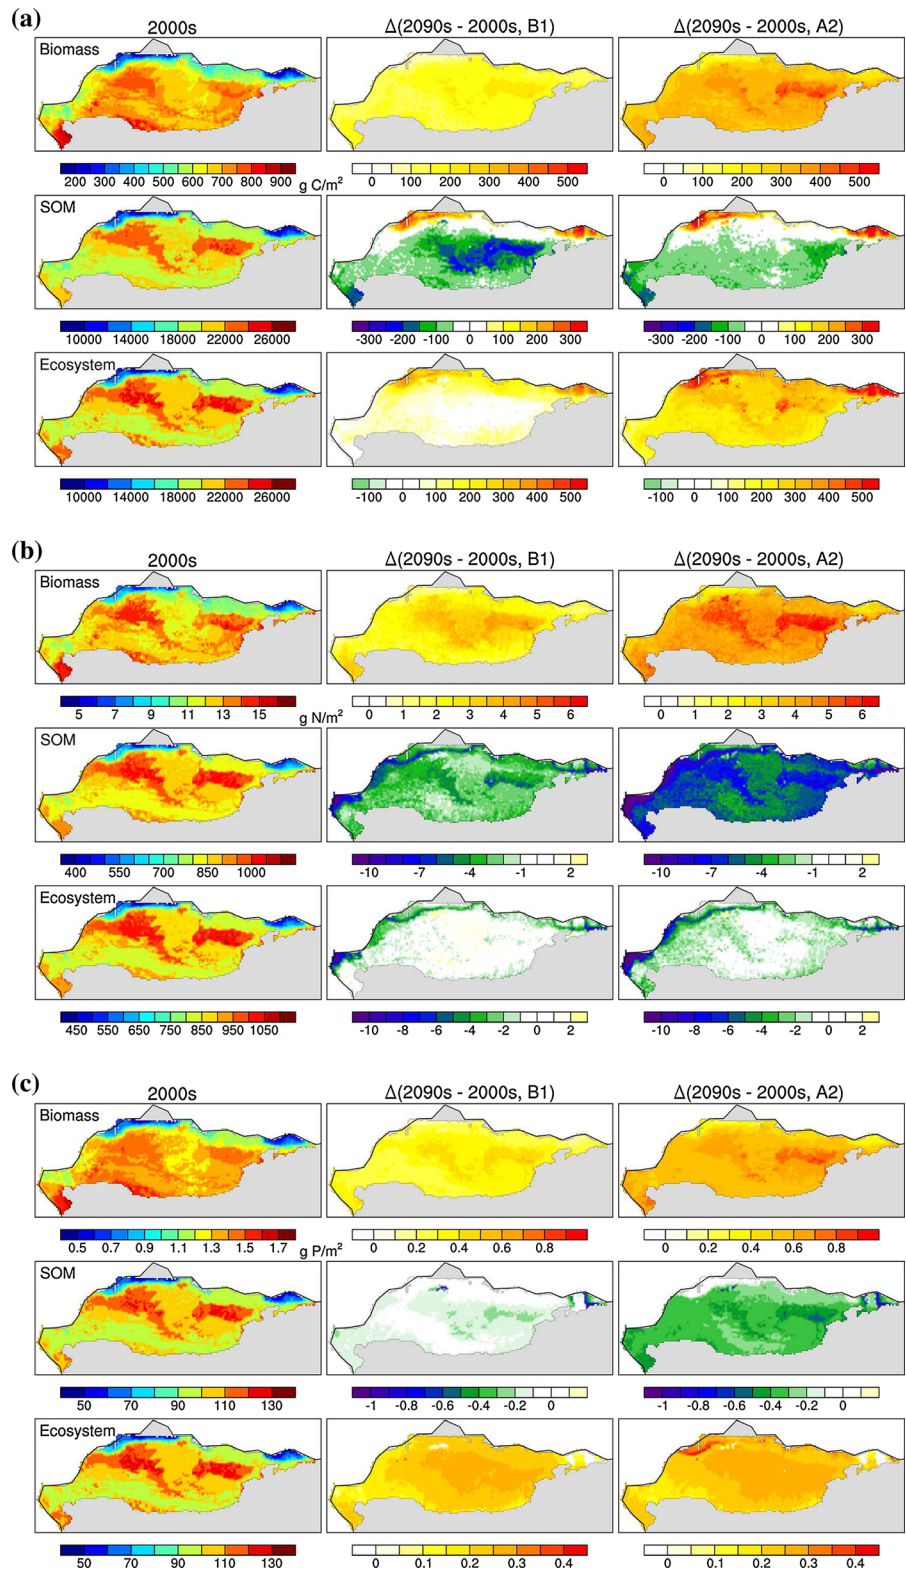 (a)
2000s Δ(2090s - 2000s, B1) Δ(2090s - 2000s, A2)
Biomass
200 300 400 500 600 700 800 900 g C/m² 0 100 200 300 400 500 0 100 200 300 400 500
SOM
10000 14000 18000 22000 26000 -300 -200 -100 0 100 200 300 -300 -200 -100 0 100 200 300
Ecosystem
10000 14000 18000 22000 26000 -100 0 100 200 300 400 500 -100 0 100 200 300 400 500
(b)
2000s Δ(2090s - 2000s, B1) Δ(2090s - 2000s, A2)
Biomass
5 7 9 11 13 15 g N/m² 0 1 2 3 4 5 6 0 1 2 3 4 5 6
SOM
400 550 700 850 1000 -10 -7 -4 -1 2 -10 -7 -4 -1 2
Ecosystem
450 550 650 750 850 950 1050 -10 -8 -6 -4 -2 0 2 -10 -8 -6 -4 -2 0 2
(c)
2000s Δ(2090s - 2000s, B1) Δ(2090s - 2000s, A2)
Biomass
0.5 0.7 0.9 1.1 1.3 1.5 1.7 g P/m² 0 0.2 0.4 0.6 0.8 0 0.2 0.4 0.6 0.8
SOM
50 70 90 110 130 -1 -0.8 -0.6 -0.4 -0.2 0 -1 -0.8 -0.6 -0.4 -0.2 0
Ecosystem
50 70 90 110 130 0 0.1 0.2 0.3 0.4 0 0.1 0.2 0.3 0.4